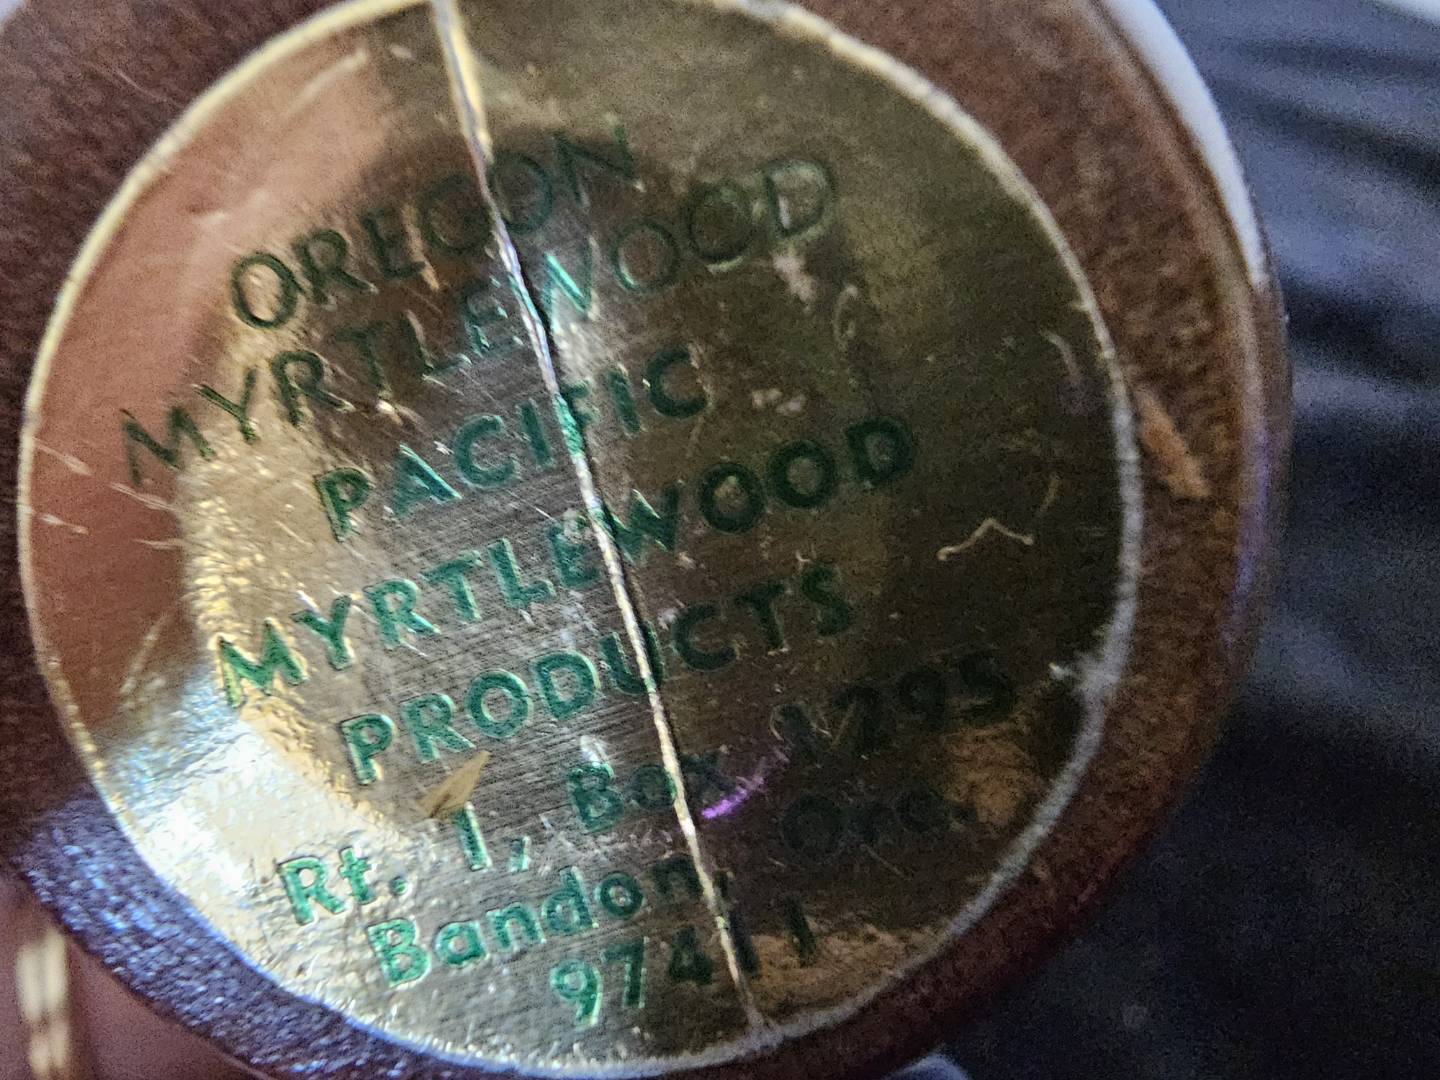 OREGON
MYRTLEWOOD
PACIFIC
MYRTLEWOOD
PRODUCTS
Rt. 1, Box 1295
Bandon, Ore.
97411